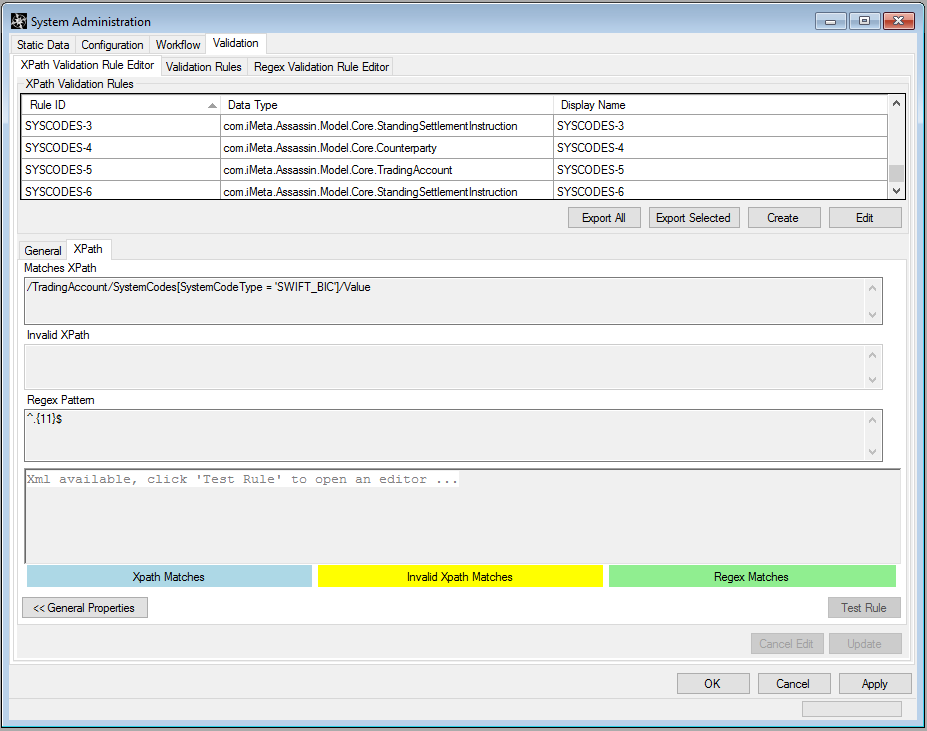 System Administration
Static Data Configuration Workflow Validation
XPath Validation Rule Editor Validation Rules Regex Validation Rule Editor
XPath Validation Rules
Rule ID Data Type Display Name
SYSCODES-3 com.iMeta.Assassin.Model.Core.StandingSettlementInstruction SYSCODES-3
SYSCODES-4 com.iMeta.Assassin.Model.Core.Counterparty SYSCODES-4
SYSCODES-5 com.iMeta.Assassin.Model.Core.TradingAccount SYSCODES-5
SYSCODES-6 com.iMeta.Assassin.Model.Core.StandingSettlementInstruction SYSCODES-6
Export All Export Selected Create Edit
General XPath
Matches XPath
/TradingAccount/SystemCodes[SystemCodeType = 'SWIFT_BIC']/Value
Invalid XPath
Regex Pattern
^.{11}$
Xml available, click 'Test Rule' to open an editor ...
Xpath Matches Invalid Xpath Matches Regex Matches
<< General Properties Test Rule
Cancel Edit Update
OK Cancel Apply